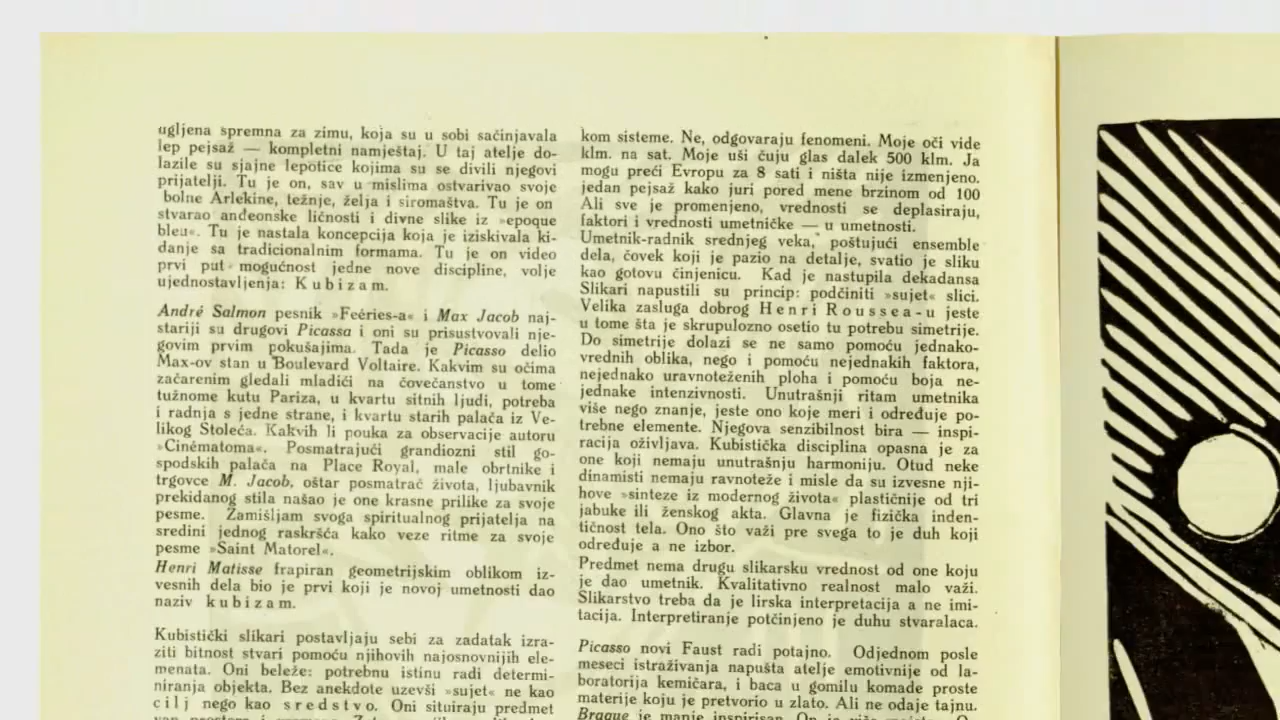 ugljena spremna za zimu, koja su u sobi sačinjavala
lep pejsaž — kompletni namještaj. U taj atelje do-
lazile su sjajne lepotice kojima su se divili njegovi
prijatelji. Tu je on, sav u mislima ostvarivao svoje
bolne Arlekine, težnje, želja i siromaštva. Tu je on
stvarao anđeonske ličnosti i divne slike iz »epoque
bleu«. Tu je nastala koncepcija koja je iziskivala ki-
danje sa tradicionalnim formama. Tu je on video
prvi put mogućnost jedne nove discipline, volje
ujednostavljenja: K u b i z a m.
André Salmon pesnik »Feéries-a« i Max Jacob naj-
stariji su drugovi Picassa i oni su prisustvovali nje-
govim prvim pokušajima. Tada je Picasso delio
Max-ov stan u Boulevard Voltaire. Kakvim su očima
začarenim gledali mladići na čovečanstvo u tome
tužnome kutu Pariza, u kvartu sitnih ljudi, potreba
i radnja s jedne strane, i kvartu starih palača iz Ve-
likog Stoleća. Kakvih li pouka za observacije autoru
»Cinématoma«. Posmatrajući grandiozni stil go-
spodskih palača na Place Royal, male obrtnike i
trgovce M. Jacob, oštar posmatrač života, ljubavnik
prekidanog stila našao je one krasne prilike za svoje
pesme. Zamišljam svoga spiritualnog prijatelja na
sredini jednog raskršća kako veze ritme za svoje
pesme »Saint Matorel«.
Henri Matisse frapiran geometrijskim oblikom iz-
vesnih dela bio je prvi koji je novoj umetnosti dao
naziv k u b i z a m.
Kubistički slikari postavljaju sebi za zadatak izra-
ziti bitnost stvari pomoću njihovih najosnovnijih ele-
menata. Oni beleže: potrebnu istinu radi determi-
niranja objekta. Bez anekdote uzevši »sujet« ne kao
c i l j nego kao s r e d s t v o. Oni situiraju predmet
kom sisteme. Ne, odgovaraju fenomeni. Moje oči vide
klm. na sat. Moje uši čuju glas dalek 500 klm. Ja
mogu preći Evropu za 8 sati i ništa nije izmenjeno.
jedan pejsaž kako juri pored mene brzinom od 100
Ali sve je promenjeno, vrednosti se deplasiraju,
faktori i vrednosti umetničke — u umetnosti.
Umetnik-radnik srednjeg veka, poštujući ensemble
dela, čovek koji je pazio na detalje, svatio je sliku
kao gotovu činjenicu. Kad je nastupila dekadansa
Slikari napustili su princip: podčiniti »sujet« slici.
Velika zasluga dobrog H e n r i R o u s s e a - u jeste
u tome šta je skrupulozno osetio tu potrebu simetrije.
Do simetrije dolazi se ne samo pomoću jednako-
vrednih oblika, nego i pomoću nejednakih faktora,
nejednako uravnoteženih ploha i pomoću boja ne-
jednake intenzivnosti. Unutrašnji ritam umetnika
više nego znanje, jeste ono koje meri i određuje po-
trebne elemente. Njegova senzibilnost bira — inspi-
racija oživljava. Kubistička disciplina opasna je za
one koji nemaju unutrašnju harmoniju. Otud neke
dinamisti nemaju ravnoteže i misle da su izvesne nji-
hove »sinteze iz modernog života« plastičnije od tri
jabuke ili ženskog akta. Glavna je fizička inden-
tičnost tela. Ono što važi pre svega to je duh koji
određuje a ne izbor.
Predmet nema drugu slikarsku vrednost od one koju
je dao umetnik. Kvalitativno realnost malo važi.
Slikarstvo treba da je lirska interpretacija a ne imi-
tacija. Interpretiranje potčinjeno je duhu stvaralaca.
Picasso novi Faust radi potajno. Odjednom posle
meseci istraživanja napušta atelje emotivnije od la-
boratorija kemičara, i baca u gomilu komade proste
materije koju je pretvorio u zlato. Ali ne odaje tajnu.
Braque je manje inspirisan.